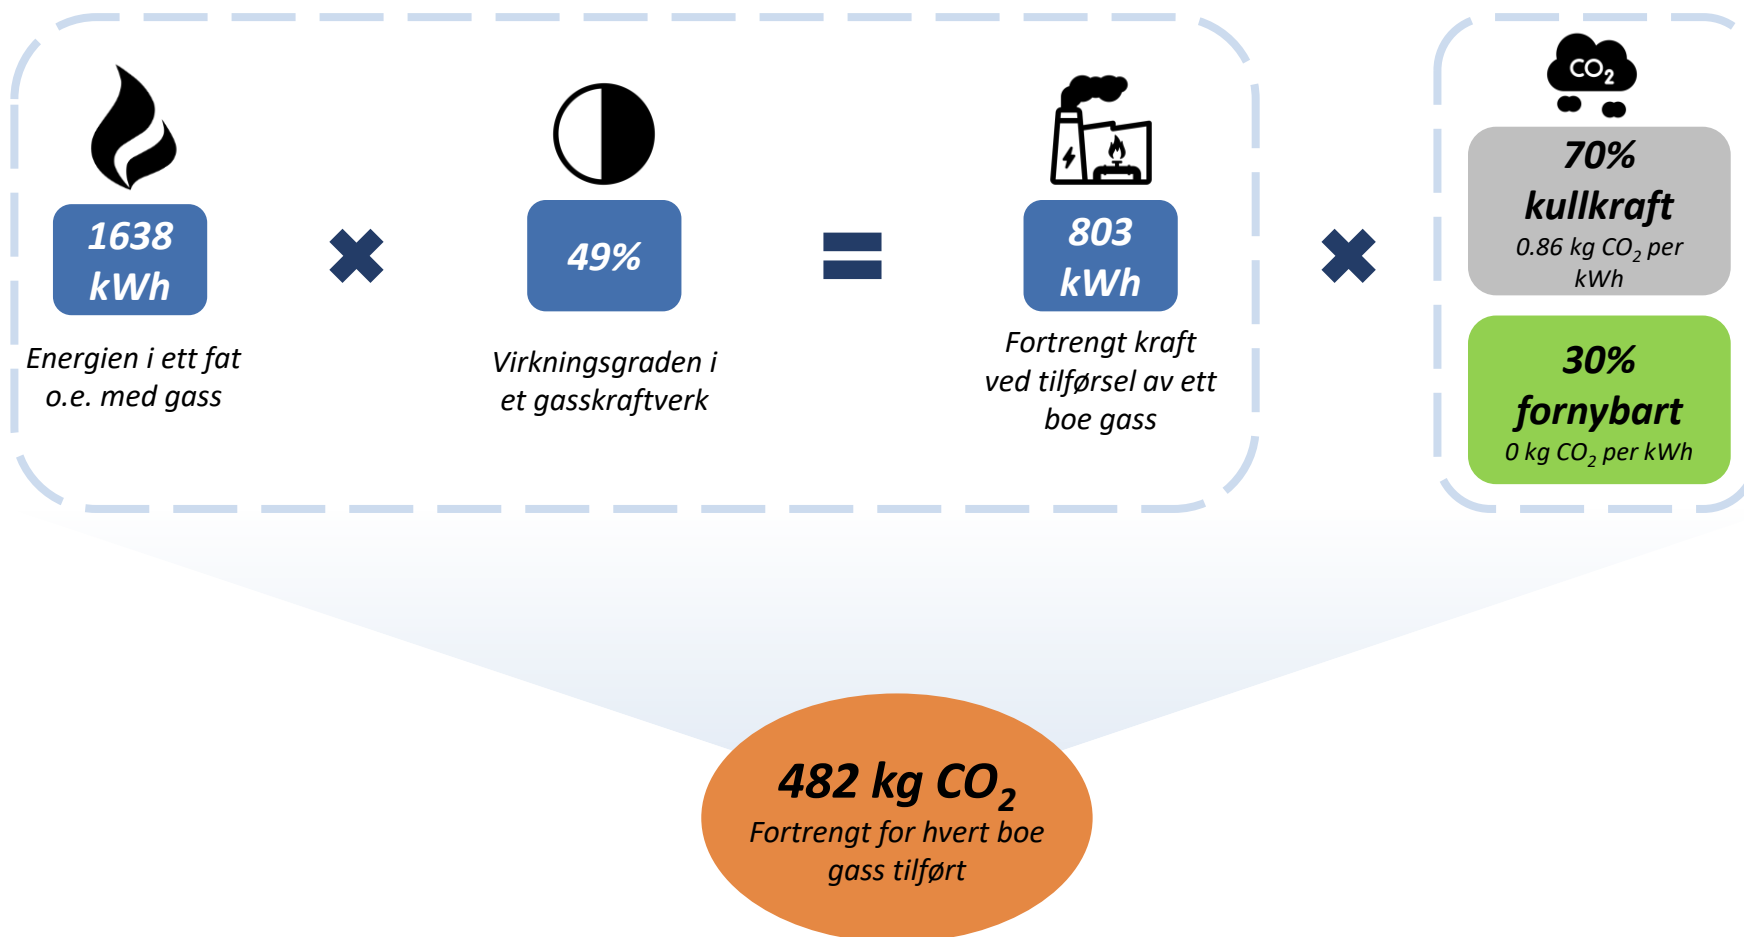 1638
kWh
Energien i ett fat
o.e. med gass
49%
Virkningsgraden i
et gasskraftverk
803
kWh
Fortrengt kraft
ved tilførsel av ett
boe gass
CO2
70%
kullkraft
0.86 kg CO2 per
kWh
30%
fornybart
0 kg CO2 per kWh
482 kg CO2
Fortrengt for hvert boe
gass tilført